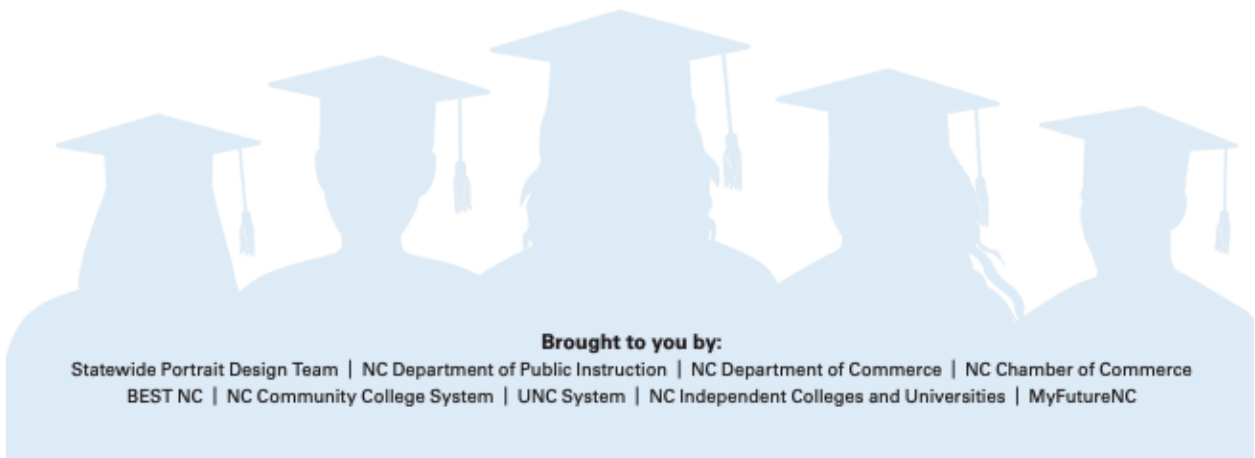 Brought to you by:
Statewide Portrait Design Team | NC Department of Public Instruction | NC Department of Commerce | NC Chamber of Commerce
BEST NC | NC Community College System | UNC System | NC Independent Colleges and Universities | MyFutureNC